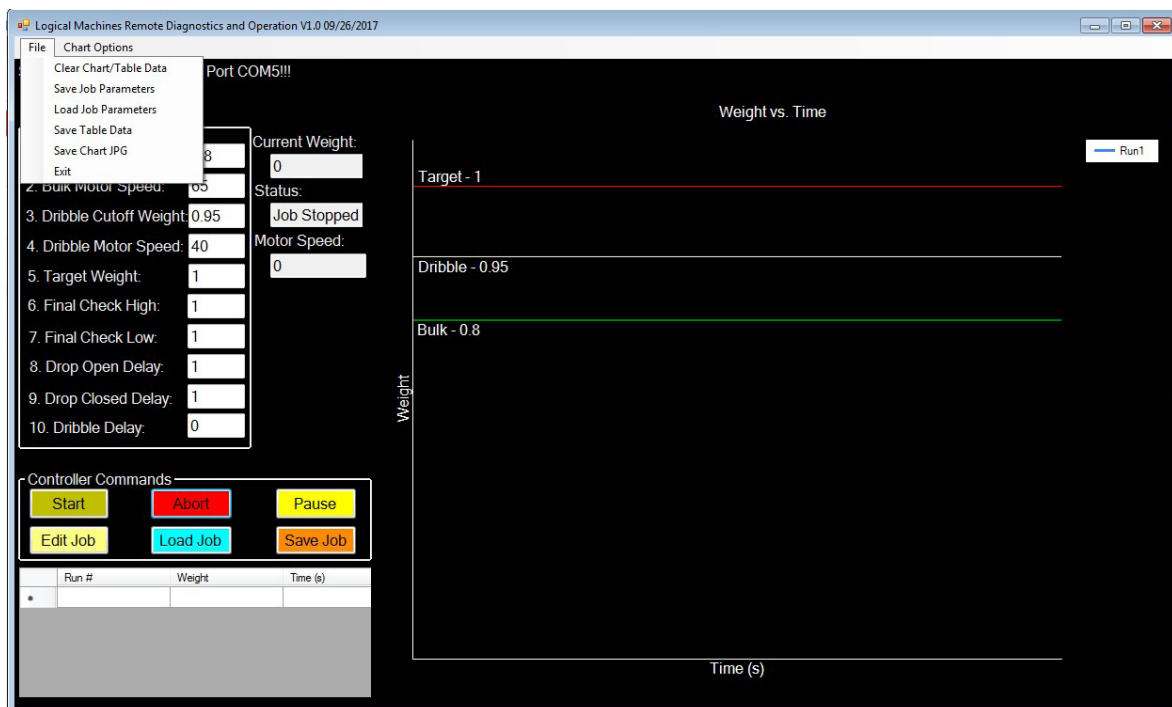 Logical Machines Remote Diagnostics and Operation V1.0 09/26/2017
File Chart Options
Clear Chart/Table Data
Save Job Parameters
Load Job Parameters
Save Table Data
Save Chart JPG
Exit
Port COM5!!!
8
2. Bulk Motor Speed: 65
3. Dribble Cutoff Weight: 0.95
4. Dribble Motor Speed: 40
5. Target Weight: 1
6. Final Check High: 1
7. Final Check Low: 1
8. Drop Open Delay: 1
9. Drop Closed Delay: 1
10. Dribble Delay: 0
Current Weight:
0
Status:
Job Stopped
Motor Speed:
0
Controller Commands
Start Abort Pause
Edit Job Load Job Save Job
Run # Weight Time (s)
*
Weight vs. Time
Run1
Target - 1
Dribble - 0.95
Bulk - 0.8
Weight
Time (s)